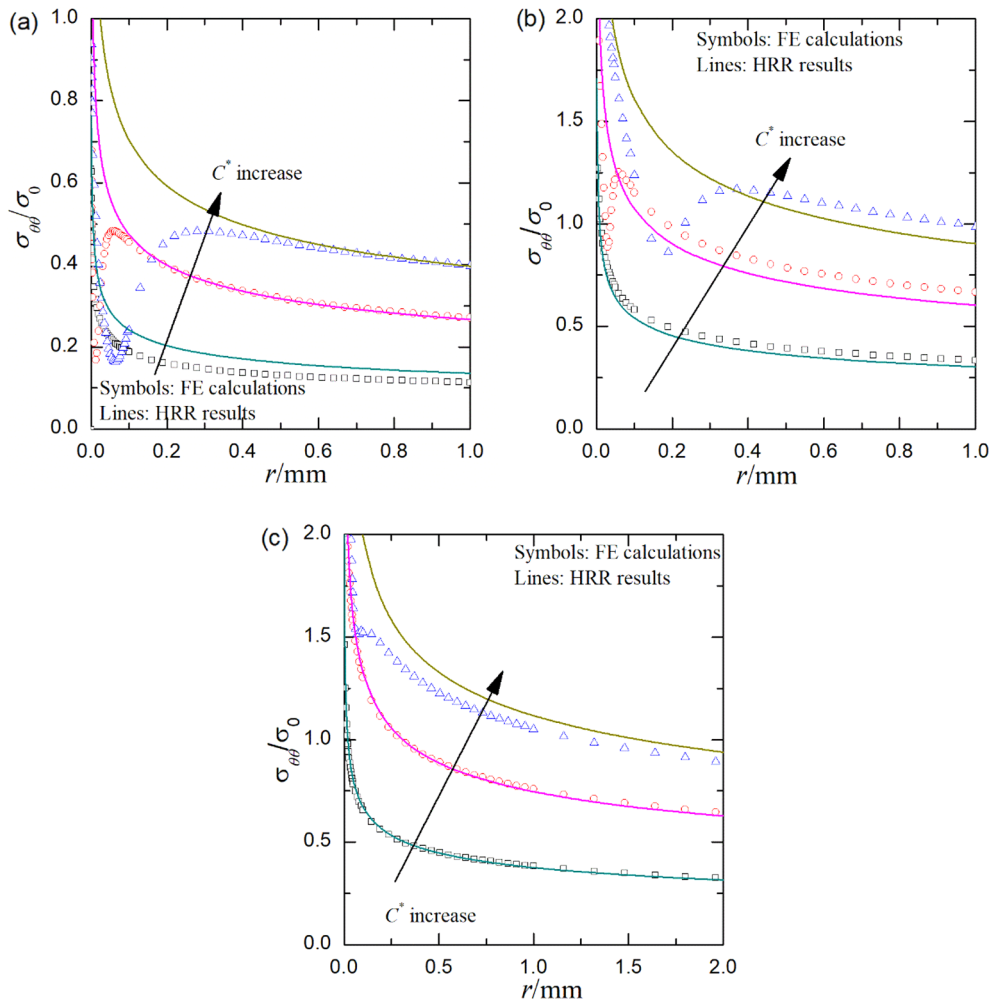 (a)
1.0
0.8
0.6
0.4
0.2
0.0
σθθ/σ0
C* increase
Symbols: FE calculations
Lines: HRR results
0.0 0.2 0.4 0.6 0.8 1.0
r/mm
(b)
2.0
1.5
1.0
0.5
0.0
σθθ/σ0
Symbols: FE calculations
Lines: HRR results
C* increase
0.0 0.2 0.4 0.6 0.8 1.0
r/mm
(c)
2.0
1.5
1.0
0.5
0.0
σθθ/σ0
Symbols: FE calculations
Lines: HRR results
C* increase
0.0 0.5 1.0 1.5 2.0
r/mm